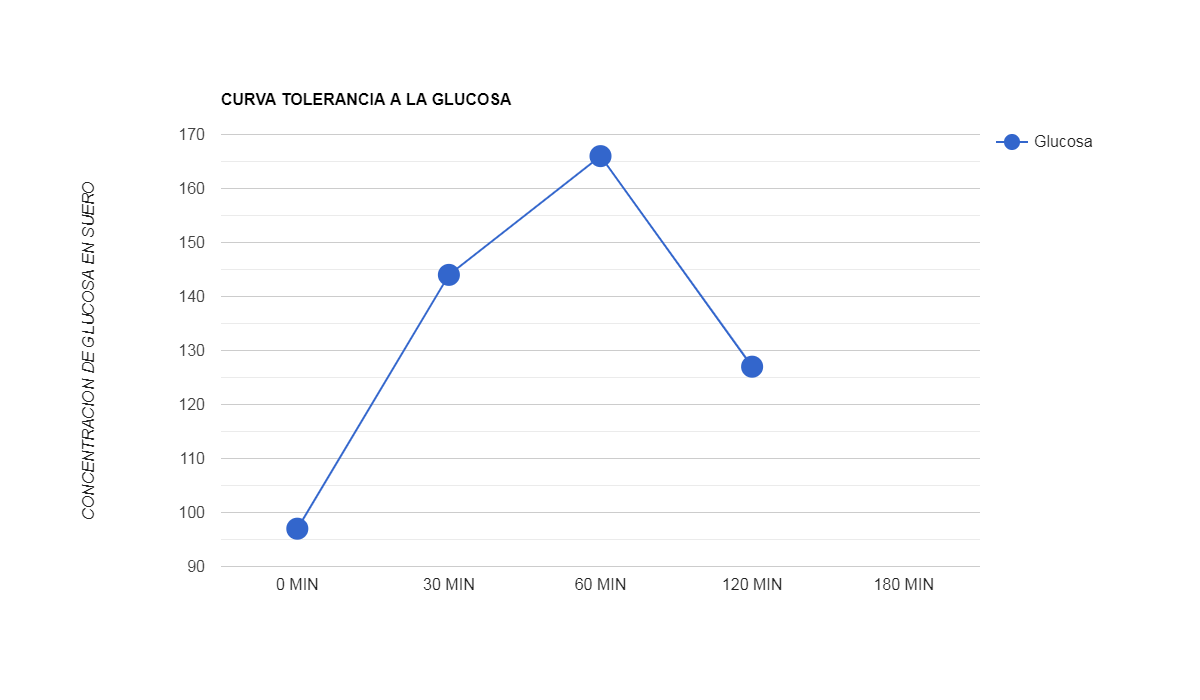 CURVA TOLERANCIA A LA GLUCOSA
Glucosa
CONCENTRACION DE GLUCOSA EN SUERO
170
160
150
140
130
120
110
100
90
0 MIN
30 MIN
60 MIN
120 MIN
180 MIN